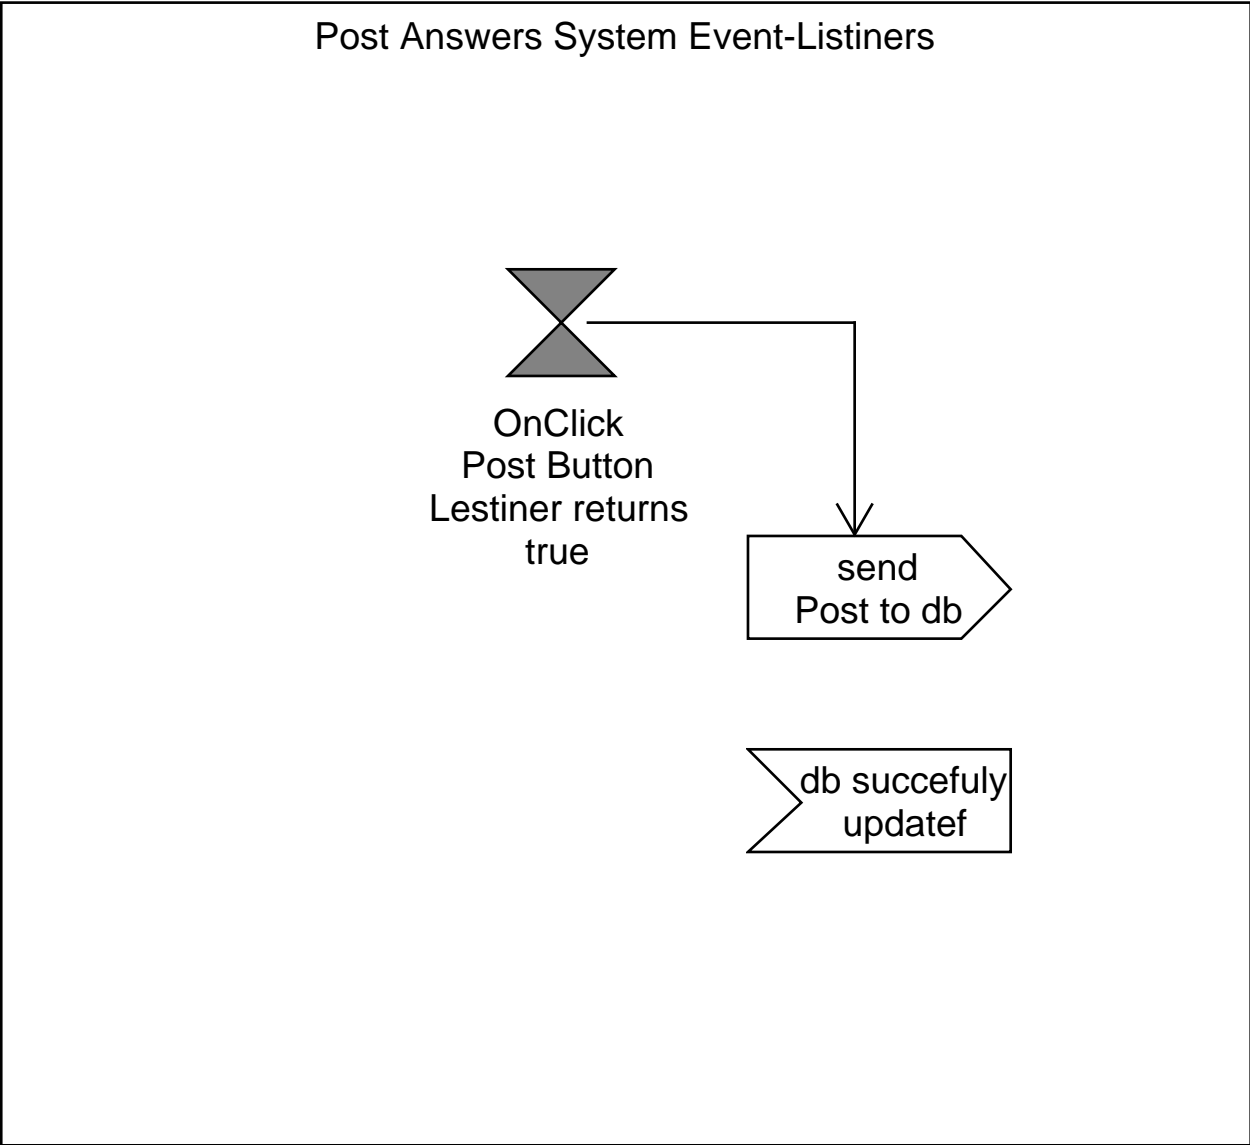 Post Answers System Event-Listiners
OnClick
Post Button
Lestiner returns
true
send
Post to db
db succefuly
updatef